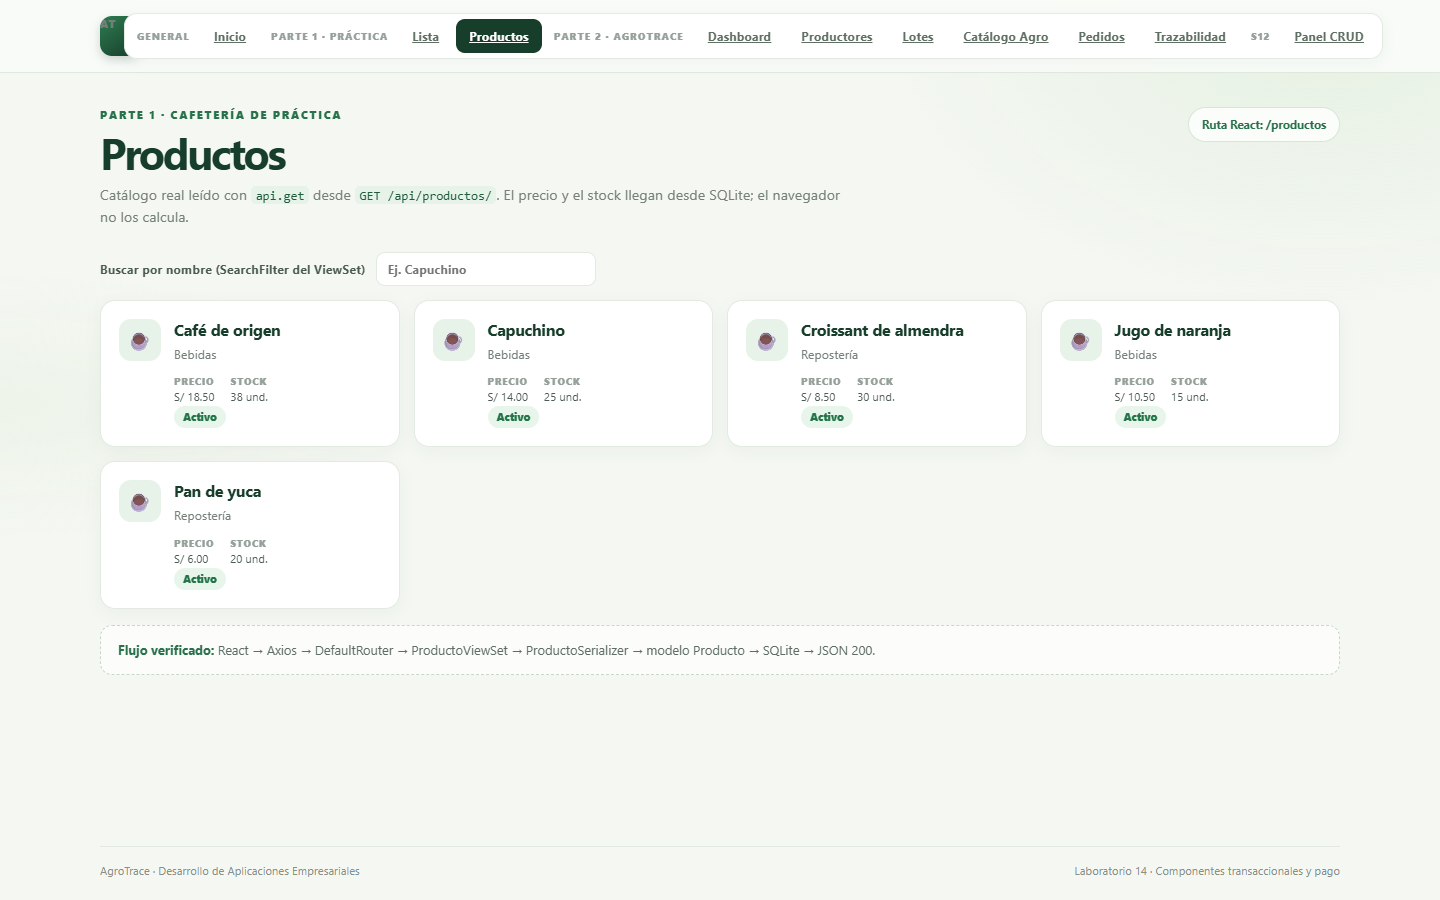 AT
GENERAL Inicio PARTE 1 · PRÁCTICA Lista Productos PARTE 2 · AGROTRACE Dashboard Productores Lotes Catálogo Agro Pedidos Trazabilidad S12 Panel CRUD
PARTE 1 · CAFETERÍA DE PRÁCTICA
Ruta React: /productos
Productos
Catálogo real leído con api.get desde GET /api/productos/. El precio y el stock llegan desde SQLite; el navegador
no los calcula.
Buscar por nombre (SearchFilter del ViewSet) Ej. Capuchino
Café de origen
Bebidas
PRECIO STOCK
S/ 18.50 38 und.
Activo
Capuchino
Bebidas
PRECIO STOCK
S/ 14.00 25 und.
Activo
Croissant de almendra
Repostería
PRECIO STOCK
S/ 8.50 30 und.
Activo
Jugo de naranja
Bebidas
PRECIO STOCK
S/ 10.50 15 und.
Activo
Pan de yuca
Repostería
PRECIO STOCK
S/ 6.00 20 und.
Activo
Flujo verificado: React → Axios → DefaultRouter → ProductoViewSet → ProductoSerializer → modelo Producto → SQLite → JSON 200.
AgroTrace · Desarrollo de Aplicaciones Empresariales
Laboratorio 14 · Componentes transaccionales y pago